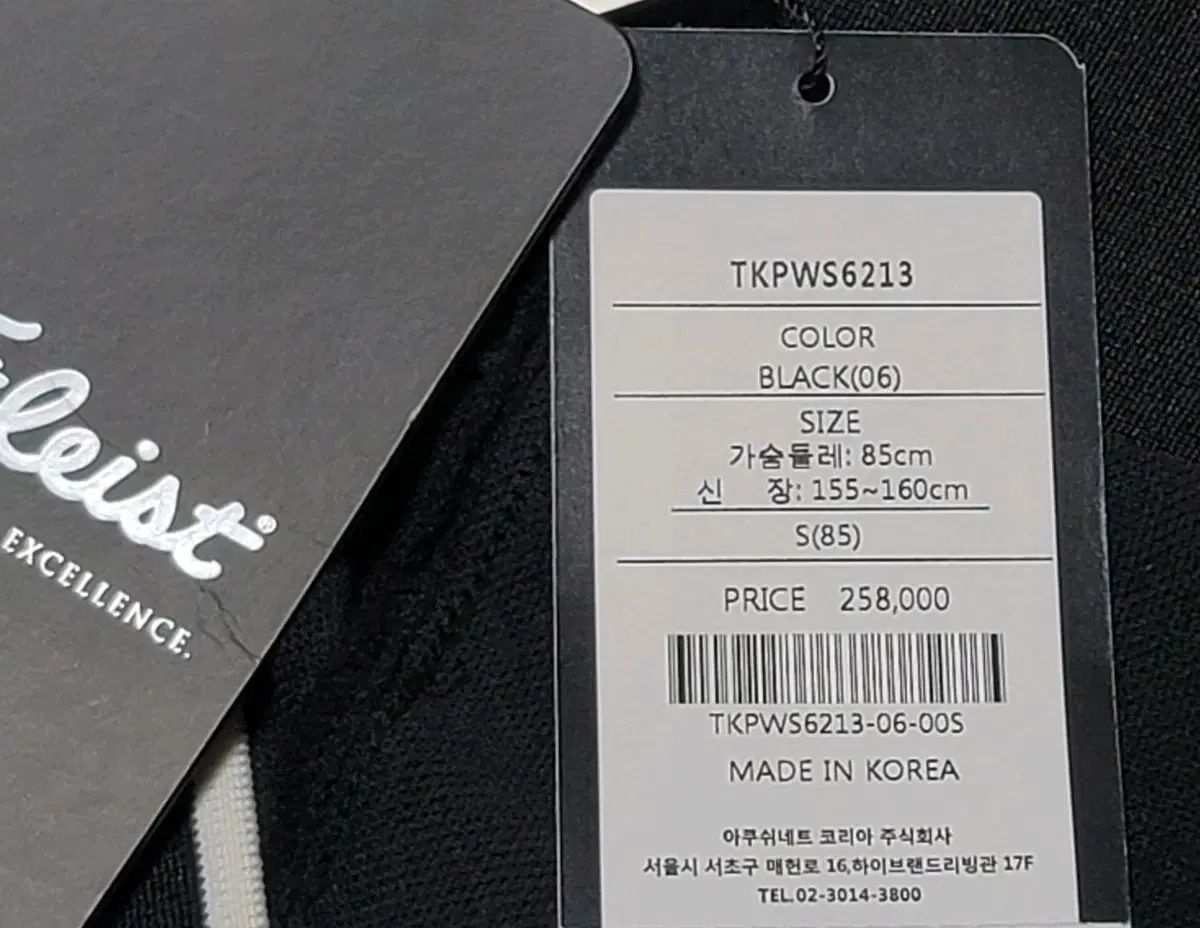 leist®
EXCELLENCE.
TKPWS6213
COLOR
BLACK(06)
SIZE
가슴둘레: 85cm
신 장: 155~160cm
S(85)
PRICE 258,000
TKPWS6213-06-00S
MADE IN KOREA
아쿠쉬네트 코리아 주식회사
서울시 서초구 매헌로 16,하이브랜드리빙관 17F
TEL.02-3014-3800